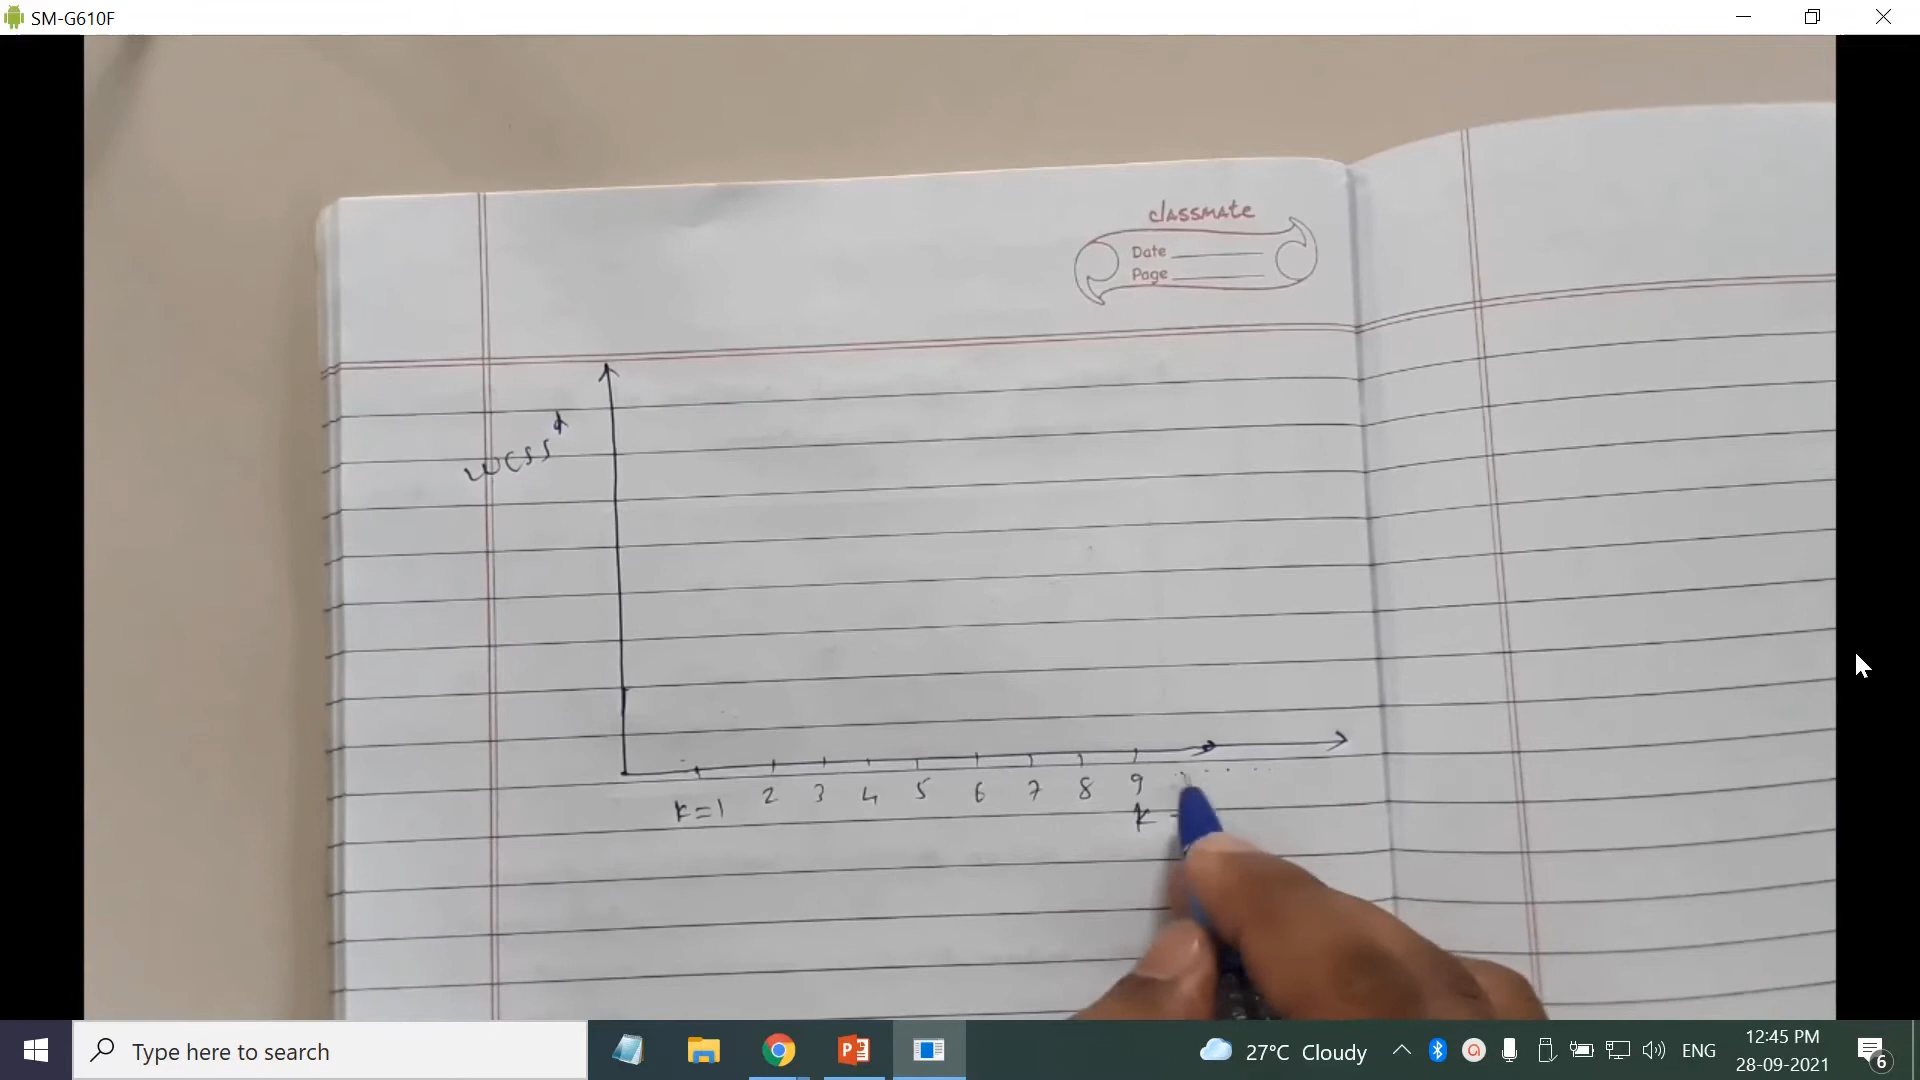 SM-G610F
classmate
Date
Page
WCSS
K=1 2 3 4 5 6 7 8 9
K
Type here to search
27°C Cloudy
ENG
12:45 PM
28-09-2021
6